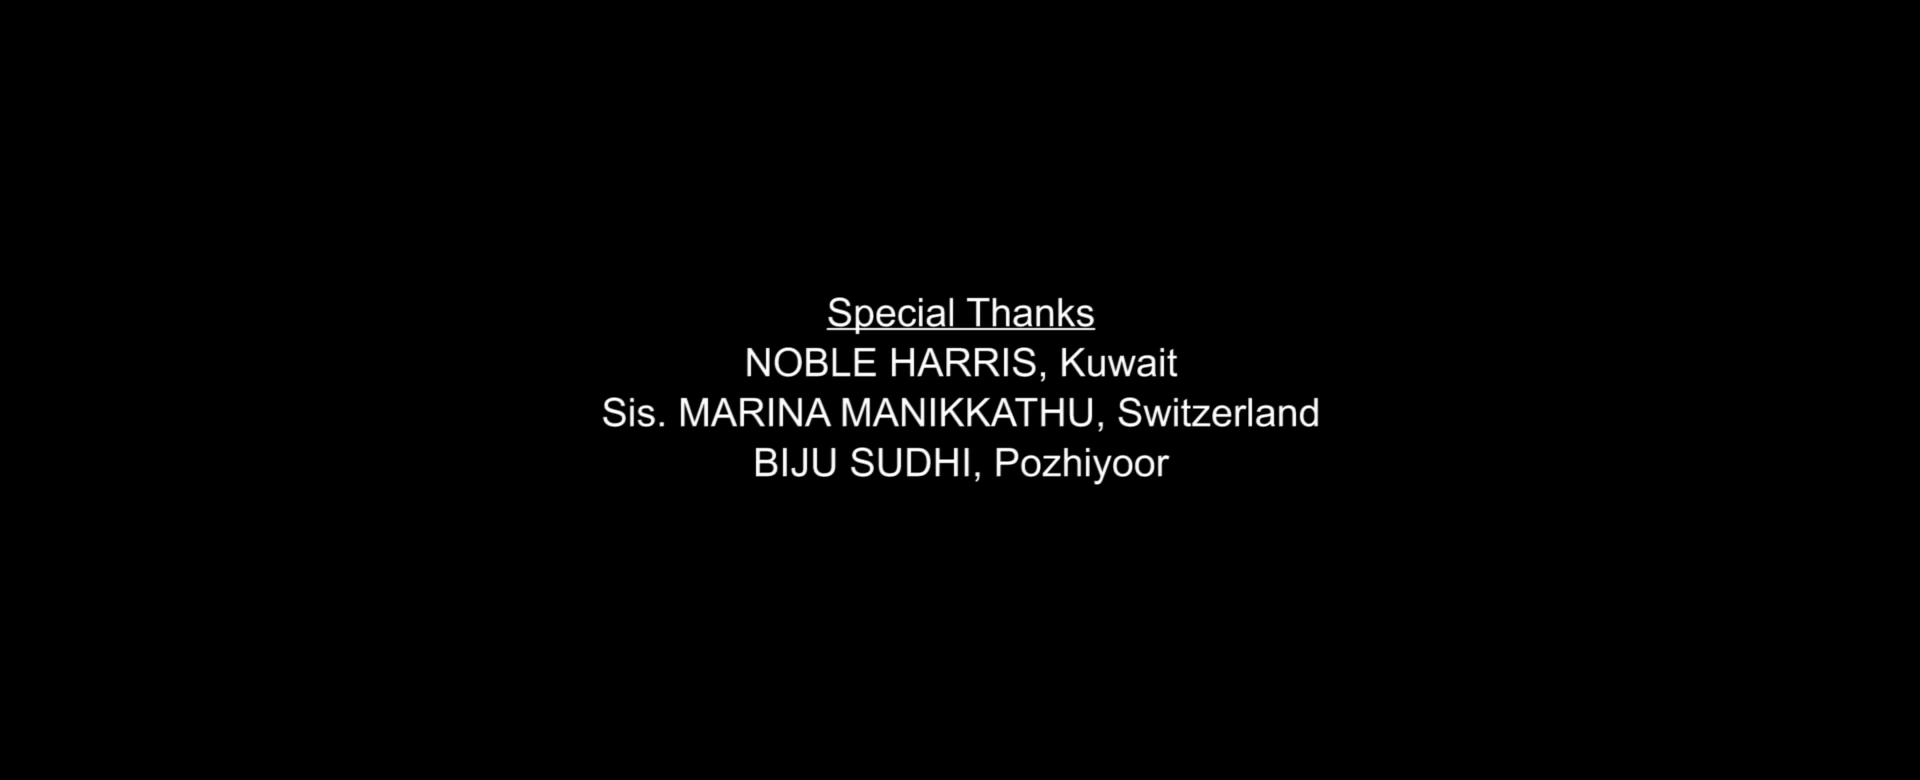 Special Thanks
NOBLE HARRIS, Kuwait
Sis. MARINA MANIKKATHU, Switzerland
BIJU SUDHI, Pozhiyoor